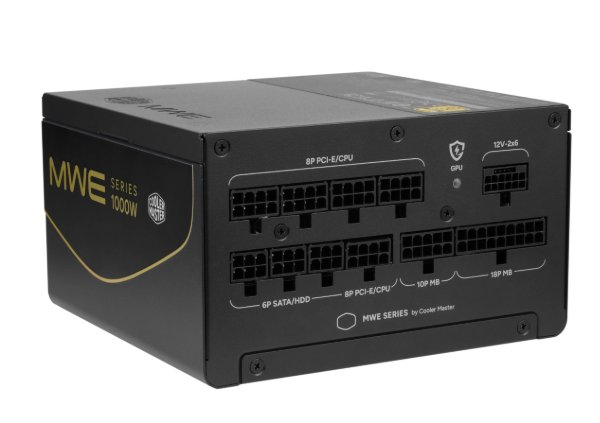 MWE
MWE
SERIES
1000W
COOLER
MASTER
8P PCI-E/CPU
GPU
12V-2x6
6P SATA/HDD
8P PCI-E/CPU
10P MB
18P MB
MWE SERIES by Cooler Master